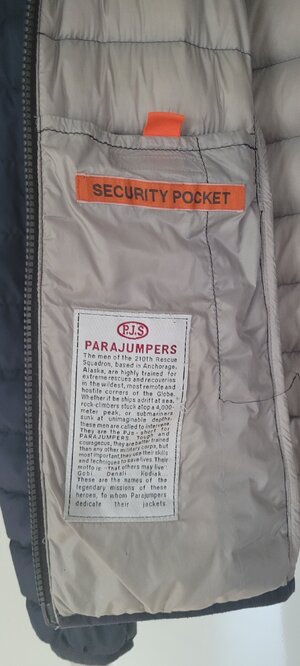 SECURITY POCKET
P.J.S
PARAJUMPERS
The men of the 210th Rescue
Squadron, based in Anchorage,
Alaska, are highly trained for
extreme rescues and recoveries
in the wildest, most remote and
hostile corners of the Globe.
Whether it be ships adrift at sea,
rock-climbers stuck atop a 4,000-
meter peak, or submariners
sunk at unimaginable depths,
these men are called to intervene.
They are the PJs - short for
PARAJUMPERS. Tough and
courageous, they are better trained
than any other military corps, but
most important they use their skills
and techniques to save lives. Their
motto is: That others may live
Gobi Denali Kodiak...
These are the names of the
legendary missions of these
heroes, to whom Parajumpers
dedicate their jackets